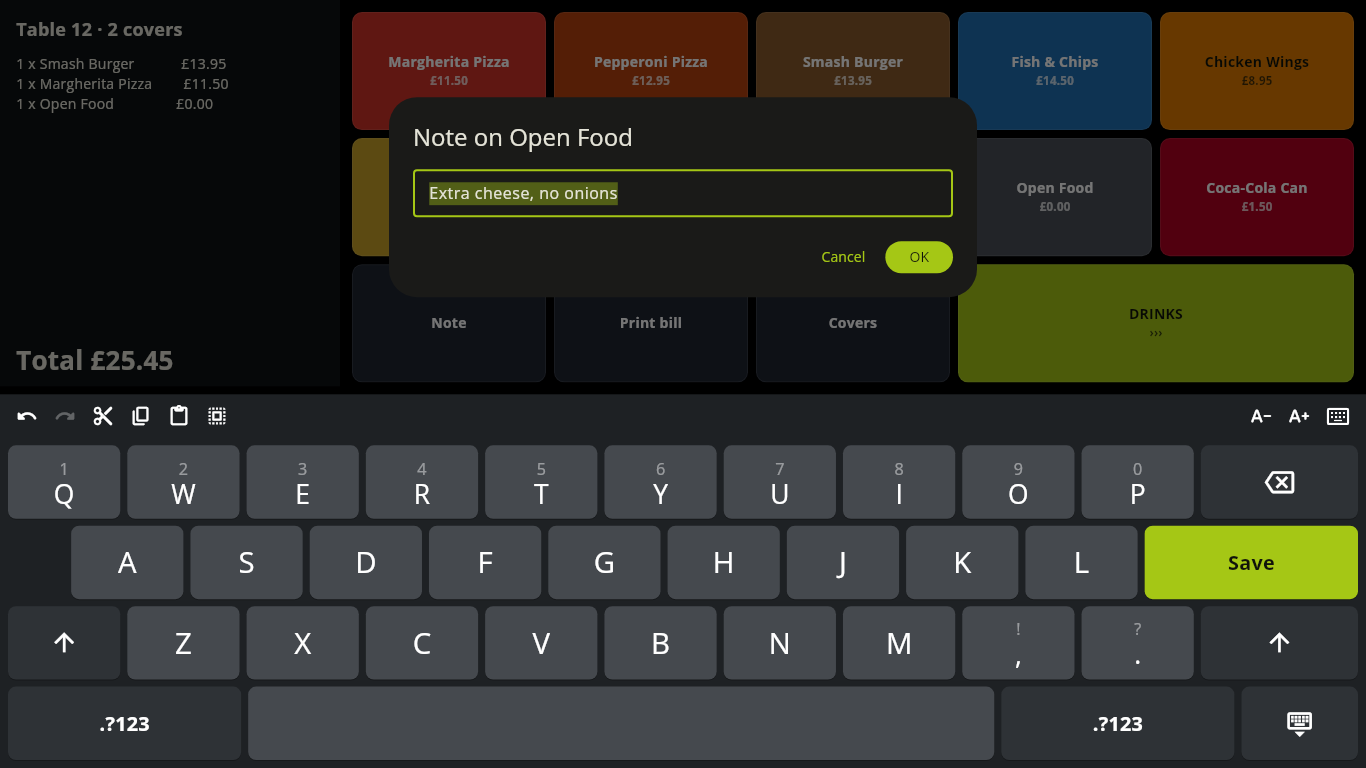 Table 12 · 2 covers
1 x Smash Burger £13.95
1 x Margherita Pizza £11.50
1 x Open Food £0.00
Total £25.45
Margherita Pizza
£11.50
Pepperoni Pizza
£12.95
Smash Burger
£13.95
Fish & Chips
£14.50
Chicken Wings
£8.95
Open Food
£0.00
Coca-Cola Can
£1.50
Note
Print bill
Covers
DRINKS
›››
Note on Open Food
Extra cheese, no onions
Cancel
OK
A−
A+
1 2 3 4 5 6 7 8 9 0
Q W E R T Y U I O P
A S D F G H J K L Save
! ?
Z X C V B N M , .
.?123 .?123